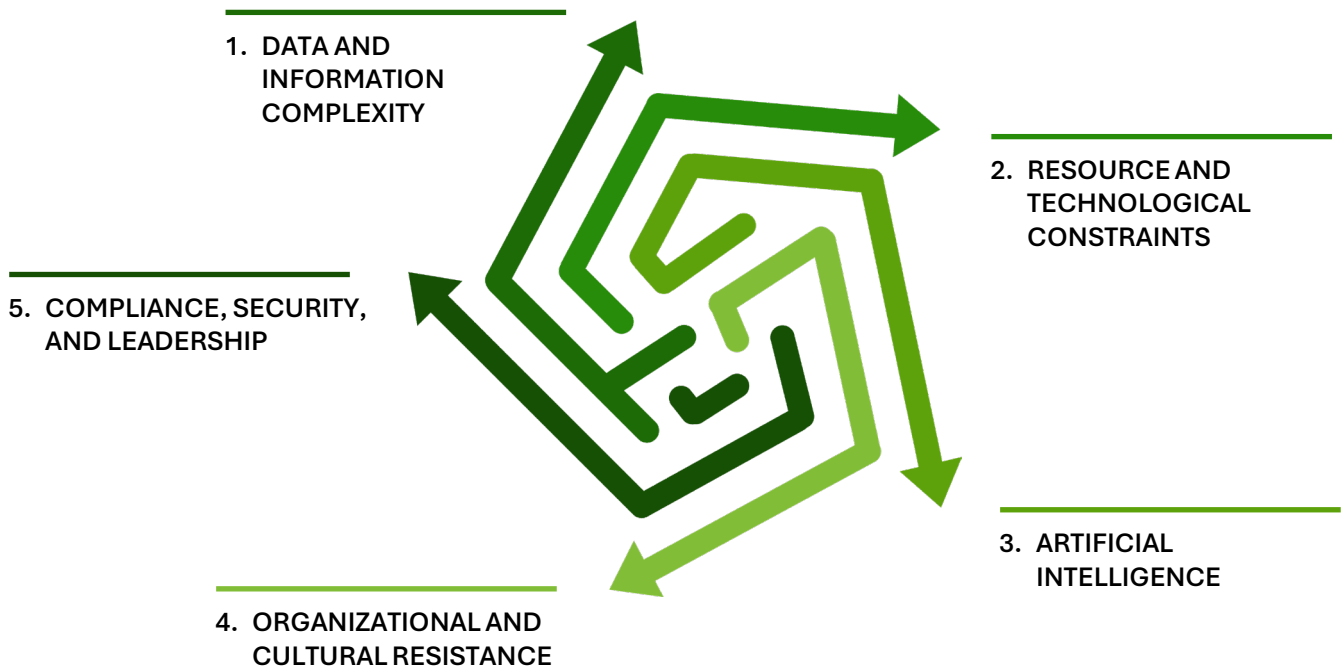 1. DATA AND
INFORMATION
COMPLEXITY
2. RESOURCE AND
TECHNOLOGICAL
CONSTRAINTS
3. ARTIFICIAL
INTELLIGENCE
4. ORGANIZATIONAL AND
CULTURAL RESISTANCE
5. COMPLIANCE, SECURITY,
AND LEADERSHIP